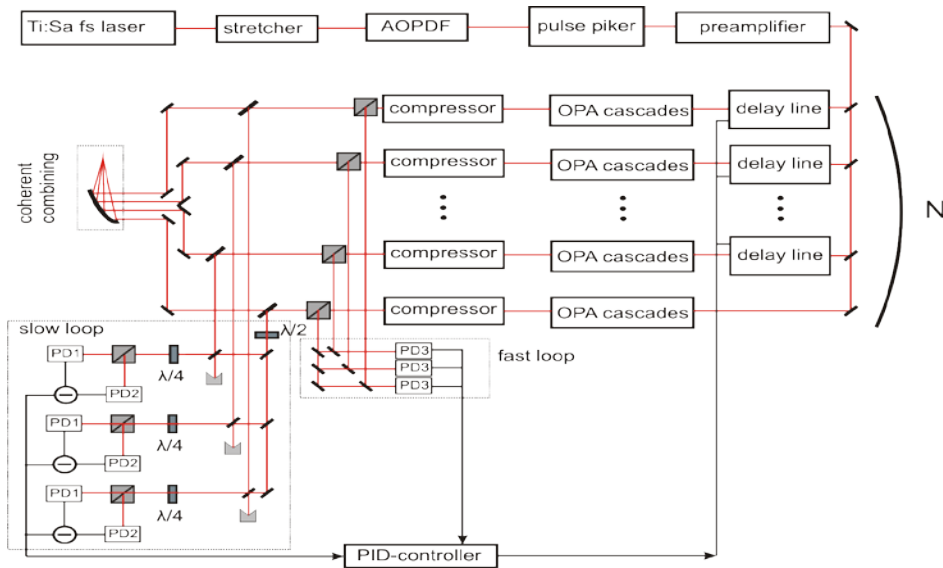 Ti:Sa fs laser
stretcher
AOPDF
pulse piker
preamplifier
compressor
OPA cascades
delay line
compressor
OPA cascades
delay line
coherent
combining
N
compressor
OPA cascades
delay line
compressor
OPA cascades
slow loop
λ/2
fast loop
PD1
λ/4
PD2
PD3
PD3
PD3
PD1
λ/4
PD2
PD1
λ/4
PD2
PID-controller